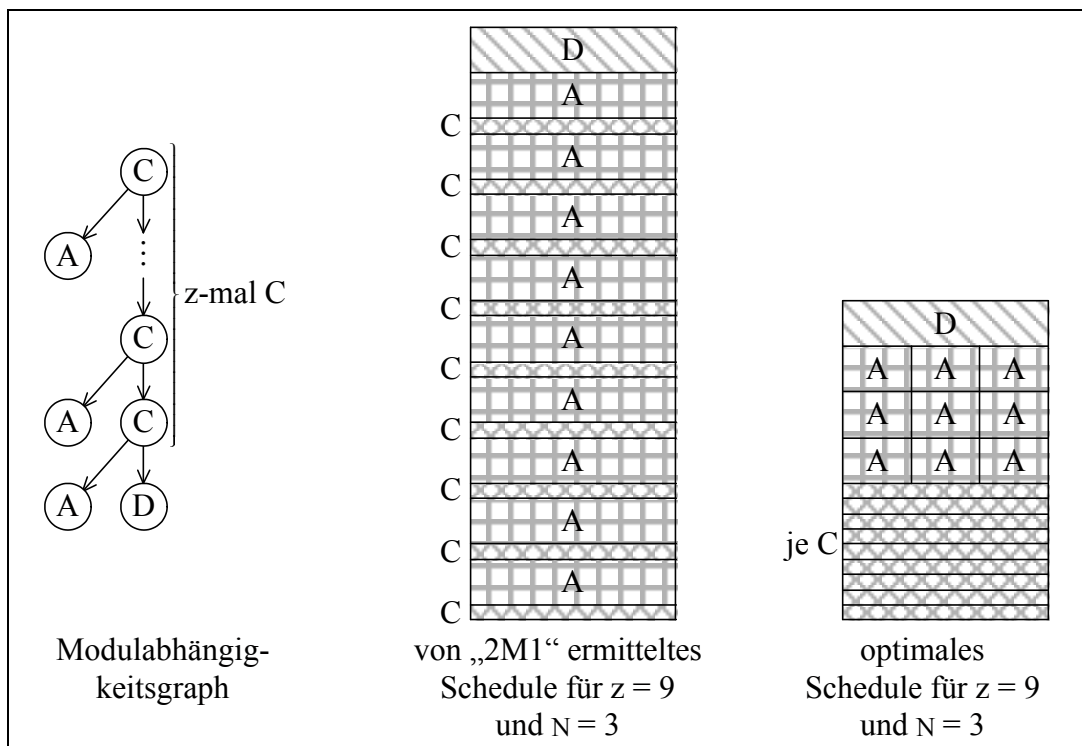 C
A
⋮
z-mal C
C
A
C
A
D
Modulabhängig-
keitsgraph
D
A
C
A
C
A
C
A
C
A
C
A
C
A
C
A
C
A
C
von „2M1“ ermitteltes
Schedule für z = 9
und N = 3
D
A A A
A A A
A A A
je C
optimales
Schedule für z = 9
und N = 3